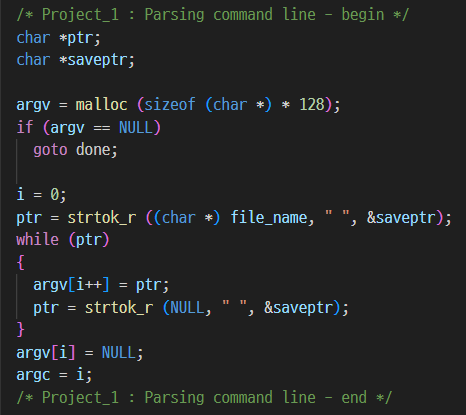 /* Project_1 : Parsing command line - begin */
char *ptr;
char *saveptr;

argv = malloc (sizeof (char *) * 128);
if (argv == NULL)
  goto done;

i = 0;
ptr = strtok_r ((char *) file_name, " ", &saveptr);
while (ptr)
{
  argv[i++] = ptr;
  ptr = strtok_r (NULL, " ", &saveptr);
}
argv[i] = NULL;
argc = i;
/* Project_1 : Parsing command line - end */